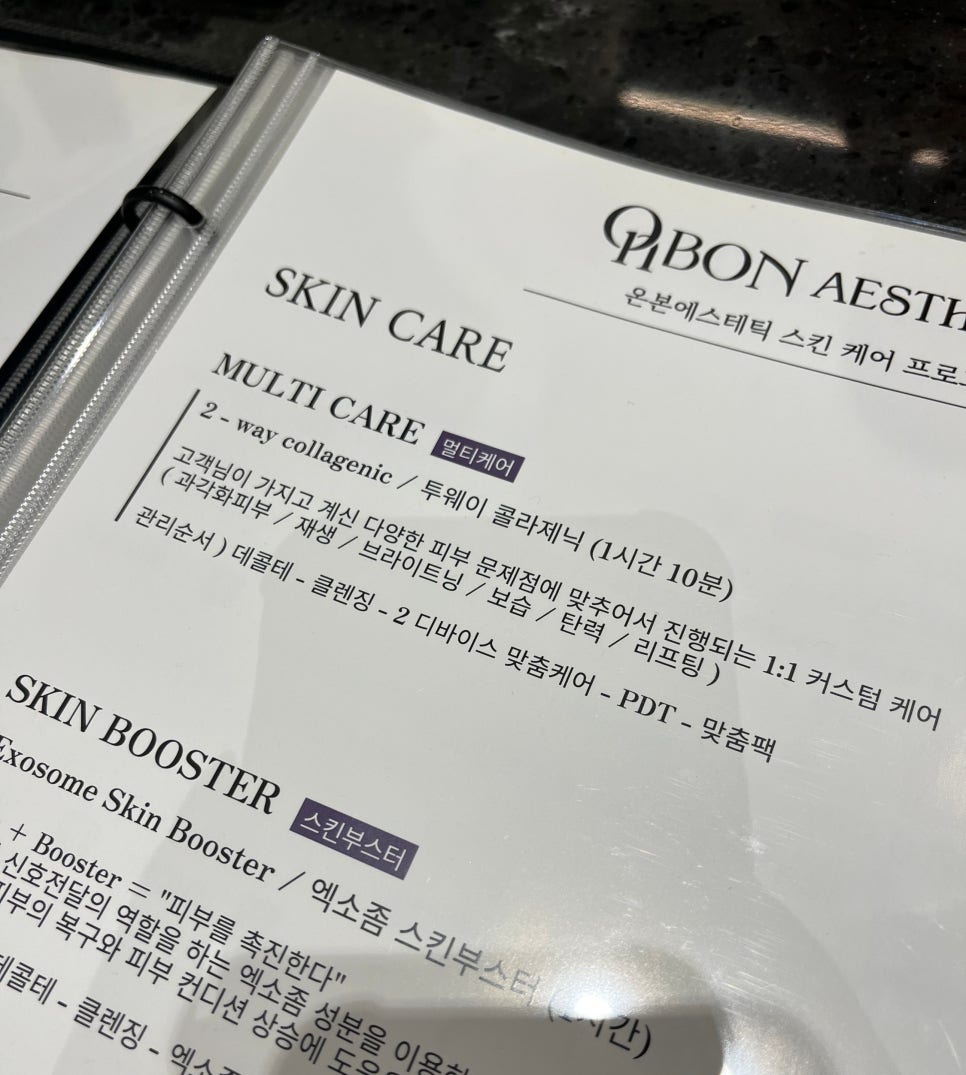 OHBON
온본에스테틱 스킨 케어
SKIN CARE
MULTI CARE 멀티케어
2 - way collagenic / 투웨이 콜라제닉 (1시간 10분)
고객님이 가지고 계신 다양한 피부 문제점에 맞추어서 진행되는 1:1 커스텀 케어
( 과각화피부 / 재생 / 브라이트닝 / 보습 / 탄력 / 리프팅 )
관리순서 ) 데콜테 - 클렌징 - 2 디바이스 맞춤케어 - PDT - 맞춤팩
SKIN BOOSTER 스킨부스터
Exosome Skin Booster / 엑소좀 스킨부스터
+ Booster = "피부를 촉진한다"
신호전달의 역할을 하는 엑소좀 성분을
피부의 복구와 피부 컨디션 상승에
데콜테 - 클렌징 -